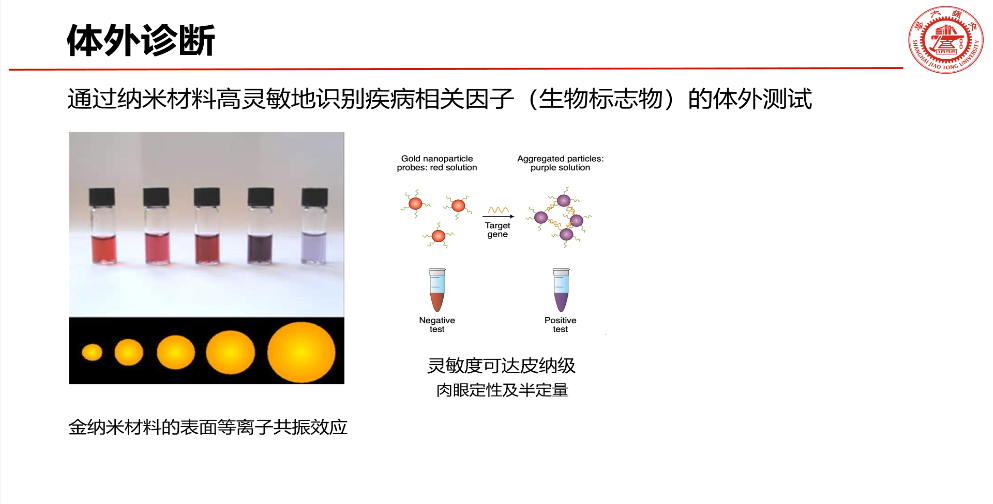 体外诊断
SHANGHAI JIAO TONG UNIVERSITY
通过纳米材料高灵敏地识别疾病相关因子（生物标志物）的体外测试
Gold nanoparticle
probes: red solution
Aggregated particles:
purple solution
Target
gene
Negative
test
Positive
test
灵敏度可达皮纳级
肉眼定性及半定量
金纳米材料的表面等离子共振效应